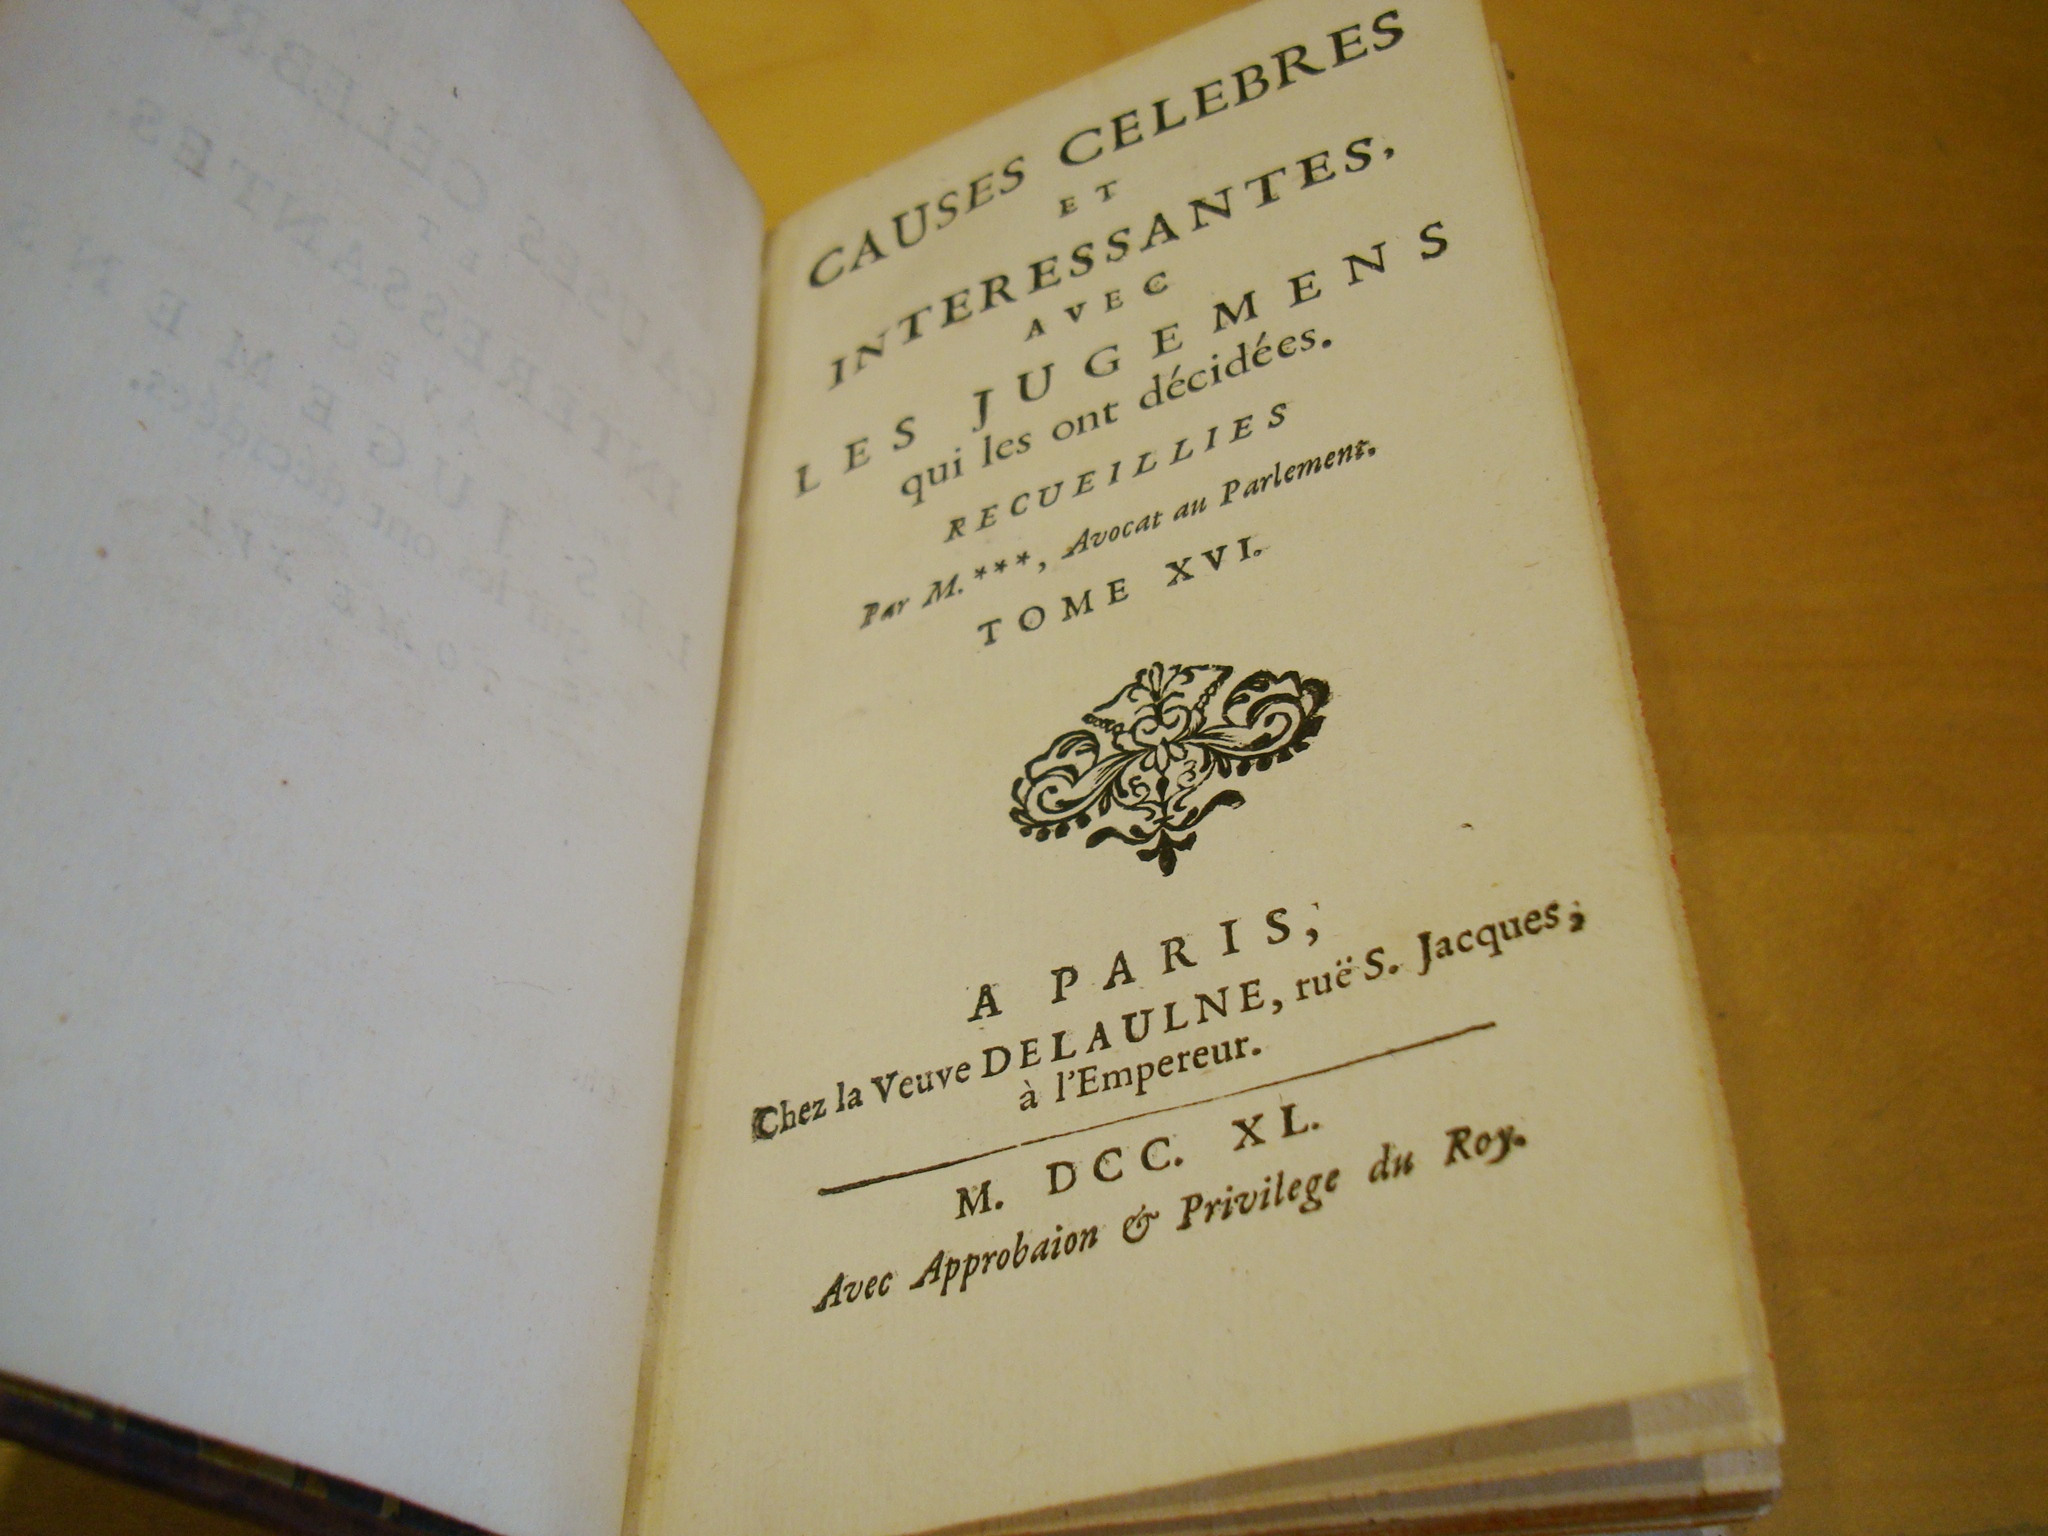 CAUSES CELEBRES
ET
INTERESSANTES,
AVEC
LES JUGEMENS
qui les ont décidées.
RECUEILLIES
Par M.***, Avocat au Parlement.
TOME XVI.
A PARIS,
Chez la Veuve DELAULNE, ruë S. Jacques,
à l'Empereur.
M. DCC. XL.
Avec Approbaion & Privilege du Roy.